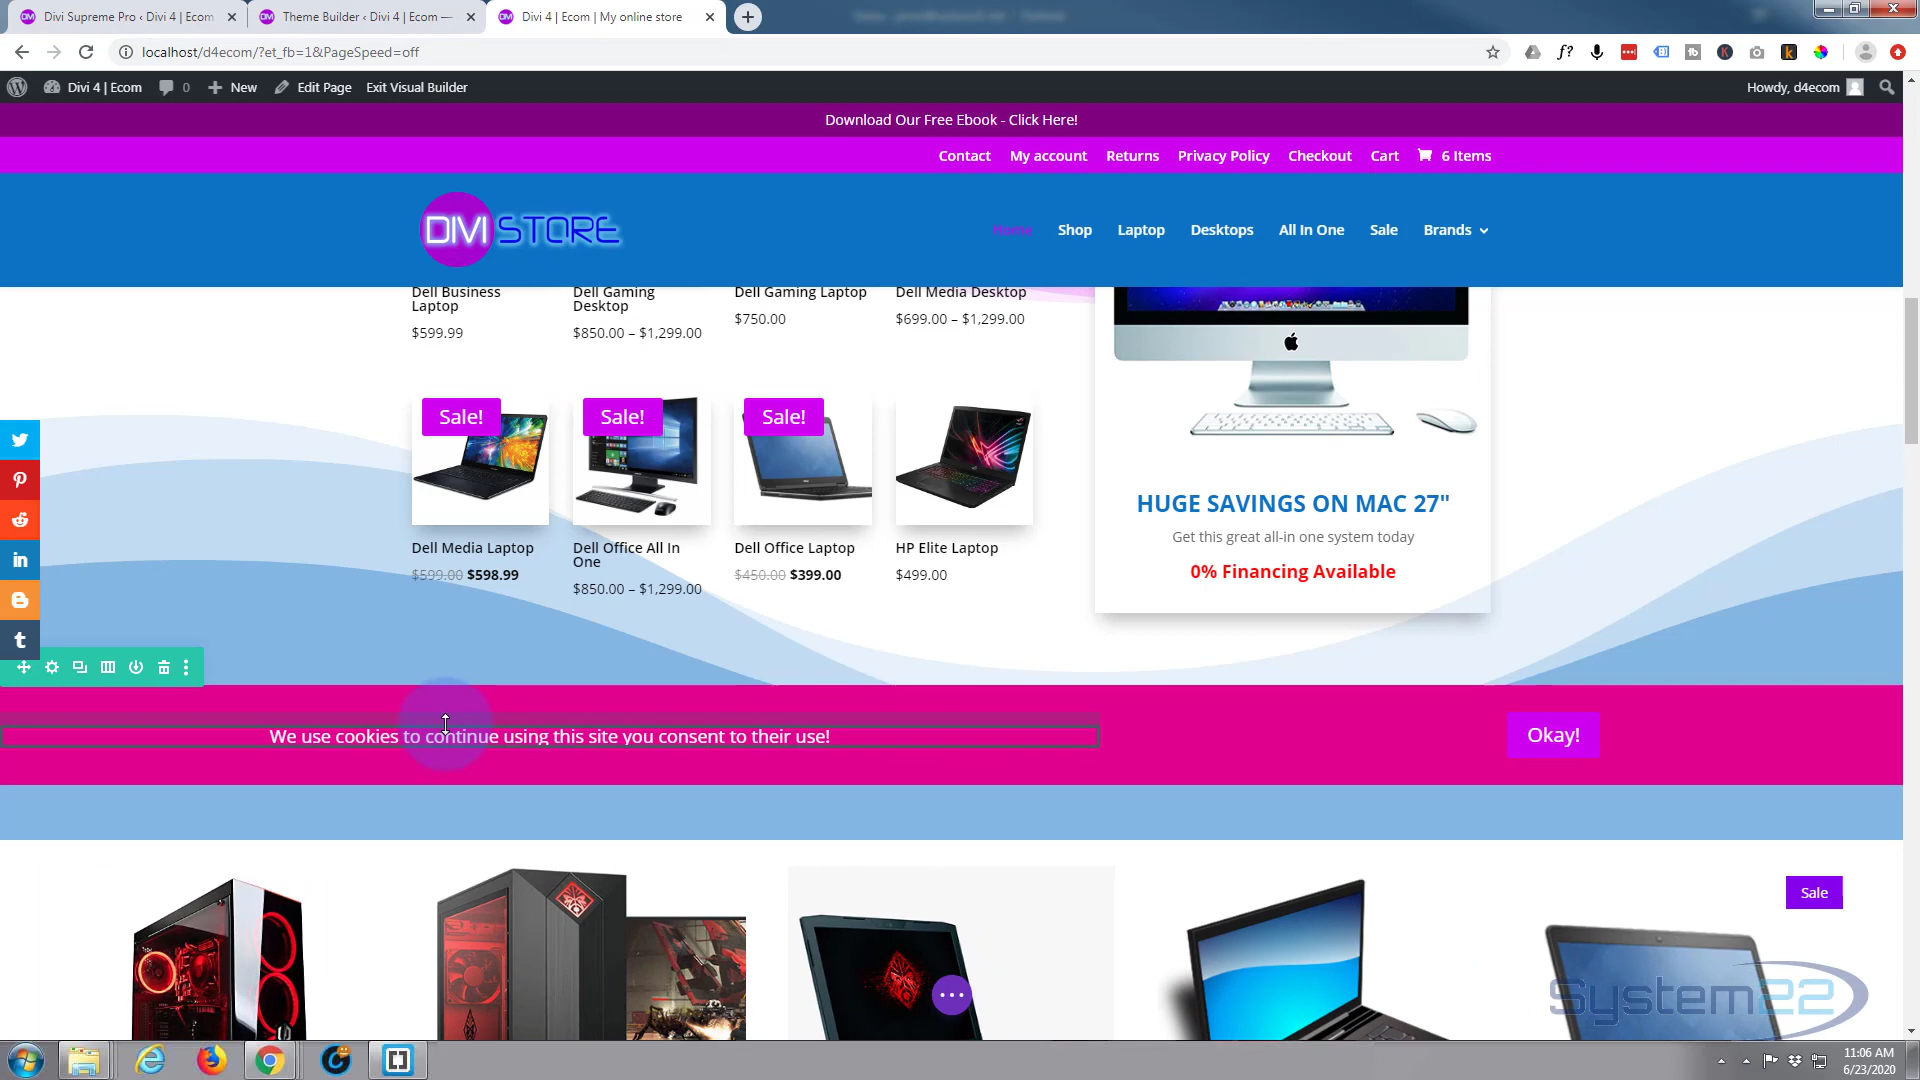 Divi Supreme Pro ‹ Divi 4 | Ecom
Theme Builder ‹ Divi 4 | Ecom —
Divi 4 | Ecom | My online store
localhost/d4ecom/?et_fb=1&PageSpeed=off
Divi 4 | Ecom
0
New
Edit Page
Exit Visual Builder
Howdy, d4ecom
Download Our Free Ebook - Click Here!
Contact
My account
Returns
Privacy Policy
Checkout
Cart
6 Items
DIVI STORE
Home
Shop
Laptop
Desktops
All In One
Sale
Brands
Dell Business
Laptop
$599.99
Dell Gaming
Desktop
$850.00 – $1,299.00
Dell Gaming Laptop
$750.00
Dell Media Desktop
$699.00 – $1,299.00
Sale!
Sale!
Sale!
Dell Media Laptop
$599.00 $598.99
Dell Office All In
One
$850.00 – $1,299.00
Dell Office Laptop
$450.00 $399.00
HP Elite Laptop
$499.00
HUGE SAVINGS ON MAC 27"
Get this great all-in one system today
0% Financing Available
We use cookies to continue using this site you consent to their use!
Okay!
Sale
System22
11:06 AM
6/23/2020